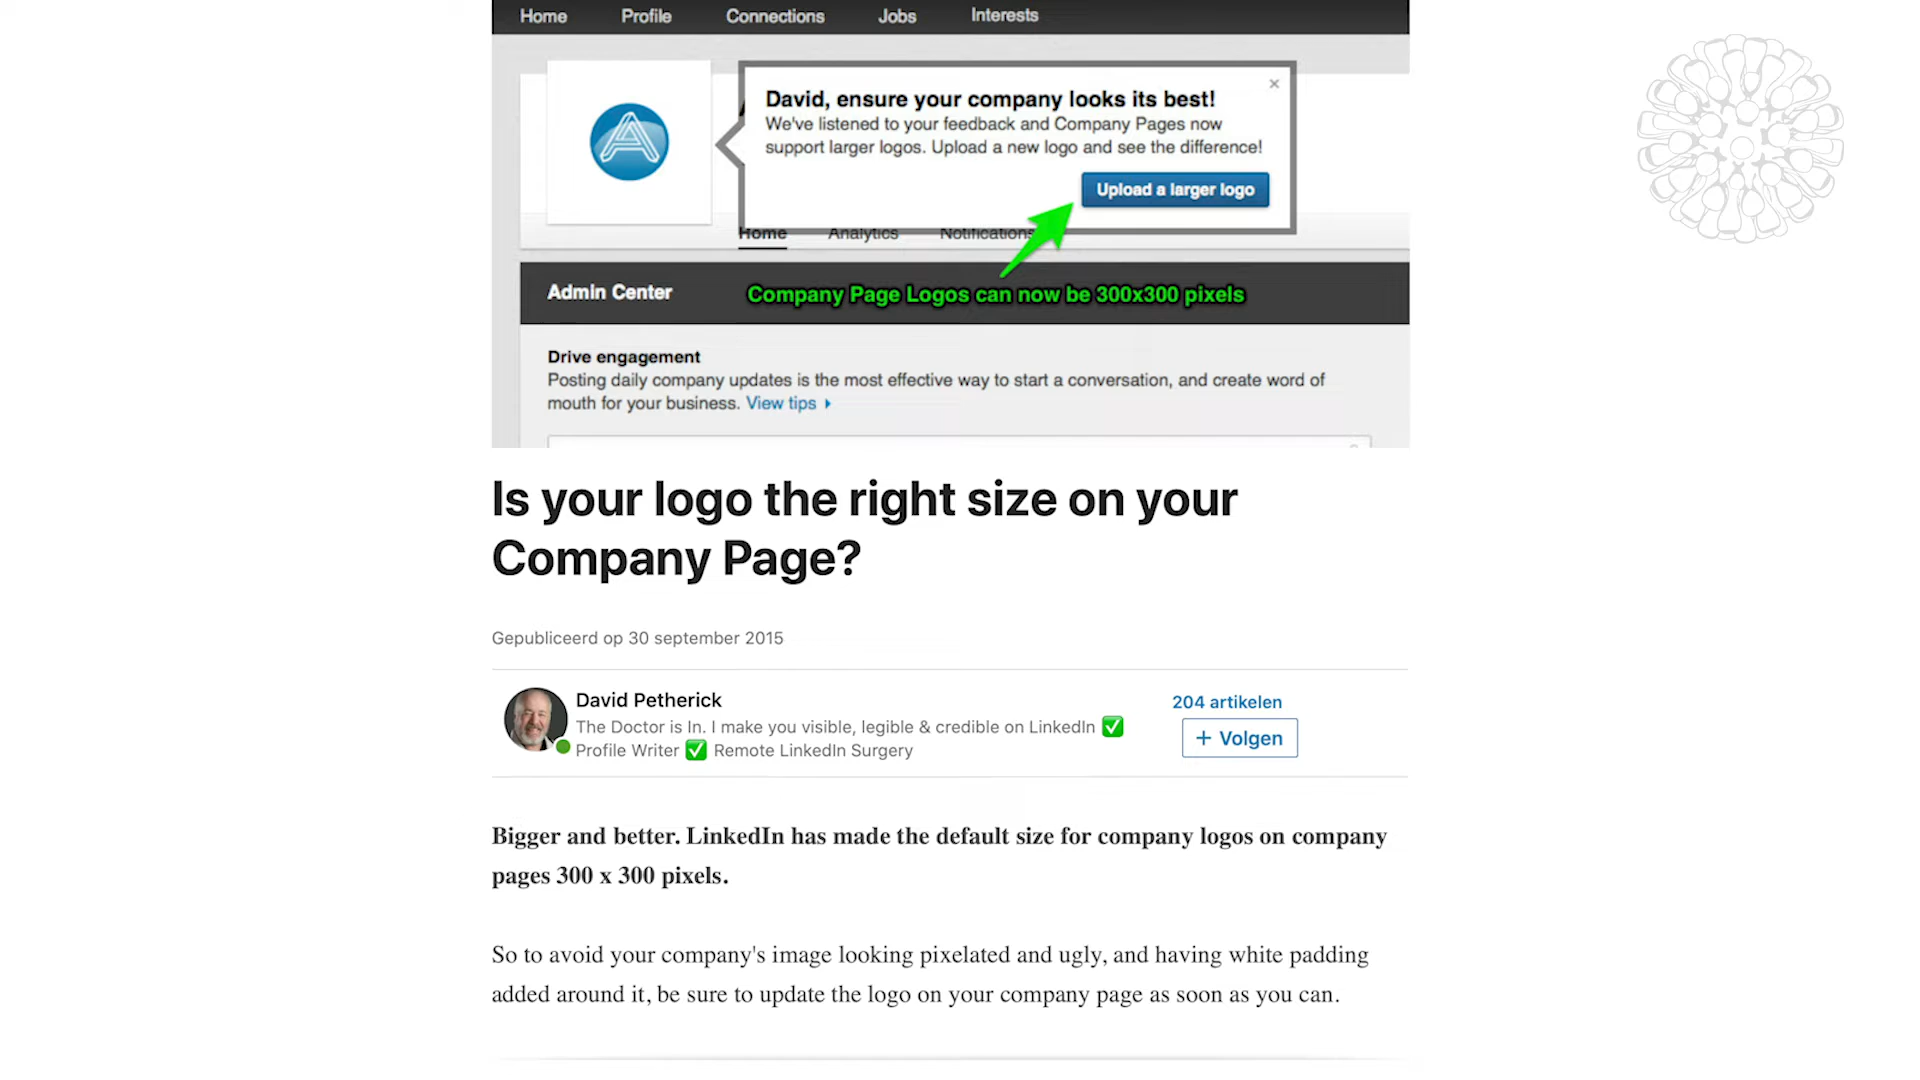 Home Profile Connections Jobs Interests
David, ensure your company looks its best!
We've listened to your feedback and Company Pages now
support larger logos. Upload a new logo and see the difference!
Upload a larger logo
Home Analytics Notifications
Admin Center
Company Page Logos can now be 300x300 pixels
Drive engagement
Posting daily company updates is the most effective way to start a conversation, and create word of
mouth for your business. View tips
Is your logo the right size on your
Company Page?
Gepubliceerd op 30 september 2015
David Petherick
The Doctor is In. I make you visible, legible & credible on LinkedIn ✅
Profile Writer ✅ Remote LinkedIn Surgery
204 artikelen
+ Volgen
Bigger and better. LinkedIn has made the default size for company logos on company
pages 300 x 300 pixels.
So to avoid your company's image looking pixelated and ugly, and having white padding
added around it, be sure to update the logo on your company page as soon as you can.